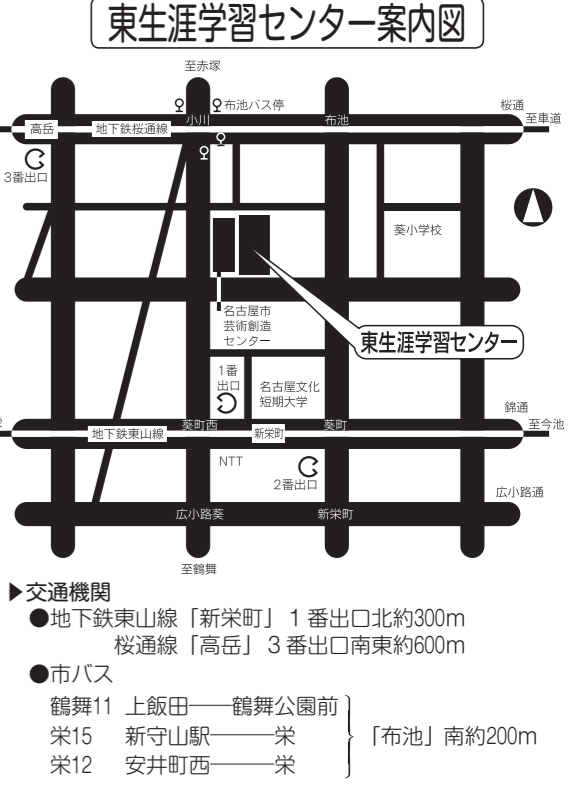 東生涯学習センター案内図
至赤塚
布池バス停
桜通
小川
布池
至車道
高岳
地下鉄桜通線
3番出口
葵小学校
名古屋市
芸術創造
センター
東生涯学習センター
1番
出口
名古屋文化
短期大学
錦通
葵町西
葵町
至今池
地下鉄東山線
新栄町
NTT
2番出口
広小路通
広小路葵
新栄町
至鶴舞
▶交通機関
●地下鉄東山線「新栄町」1番出口北約300m
桜通線「高岳」3番出口南東約600m
●市バス
鶴舞11 上飯田――鶴舞公園前
栄15 新守山駅―――栄
「布池」南約200m
栄12 安井町西―――栄